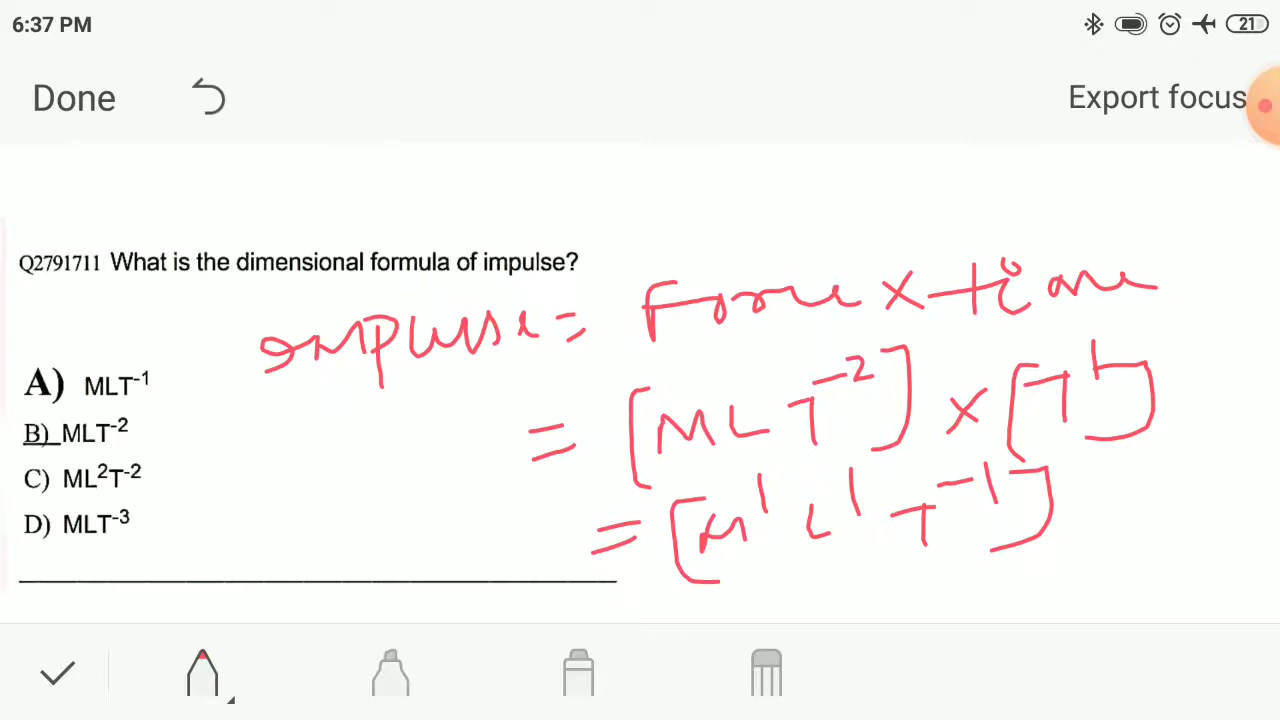 6:37 PM 21
Done Export focus
Q2791711 What is the dimensional formula of impulse?
Impulse = Force × time
A) MLT⁻¹
= [MLT⁻²] × [T¹]
B) MLT⁻²
C) ML²T⁻²
= [M¹L¹T⁻¹]
D) MLT⁻³